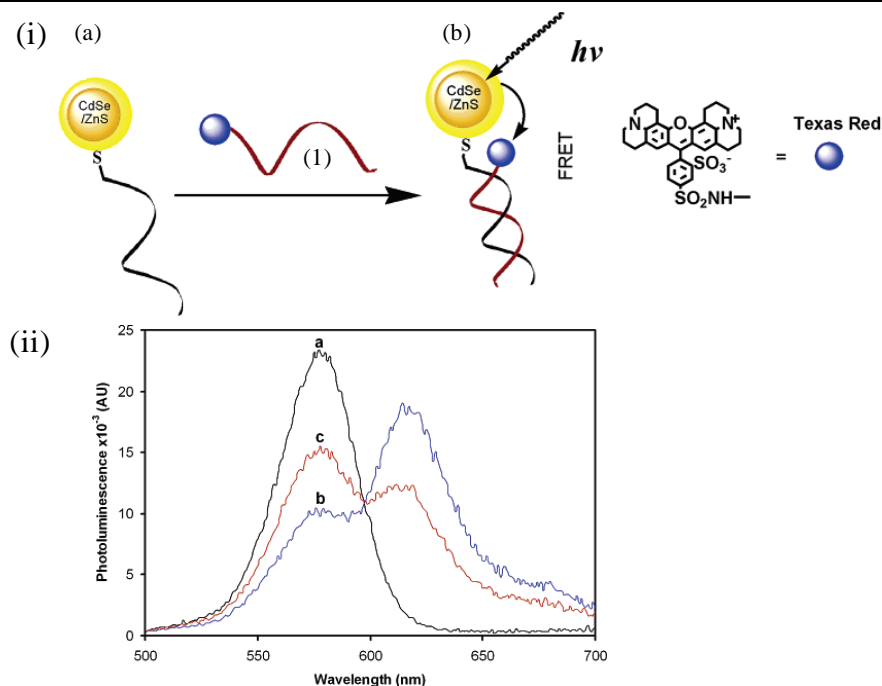 (i) (a) (b)
hν
CdSe
/ZnS
S
(1)
CdSe
/ZnS
S
FRET
N O N+
SO3-
SO2NH
=
Texas Red
(ii)
Photoluminescence x10-3 (AU)
25
20
15
10
5
0
a
c
b
500 550 600 650 700
Wavelength (nm)